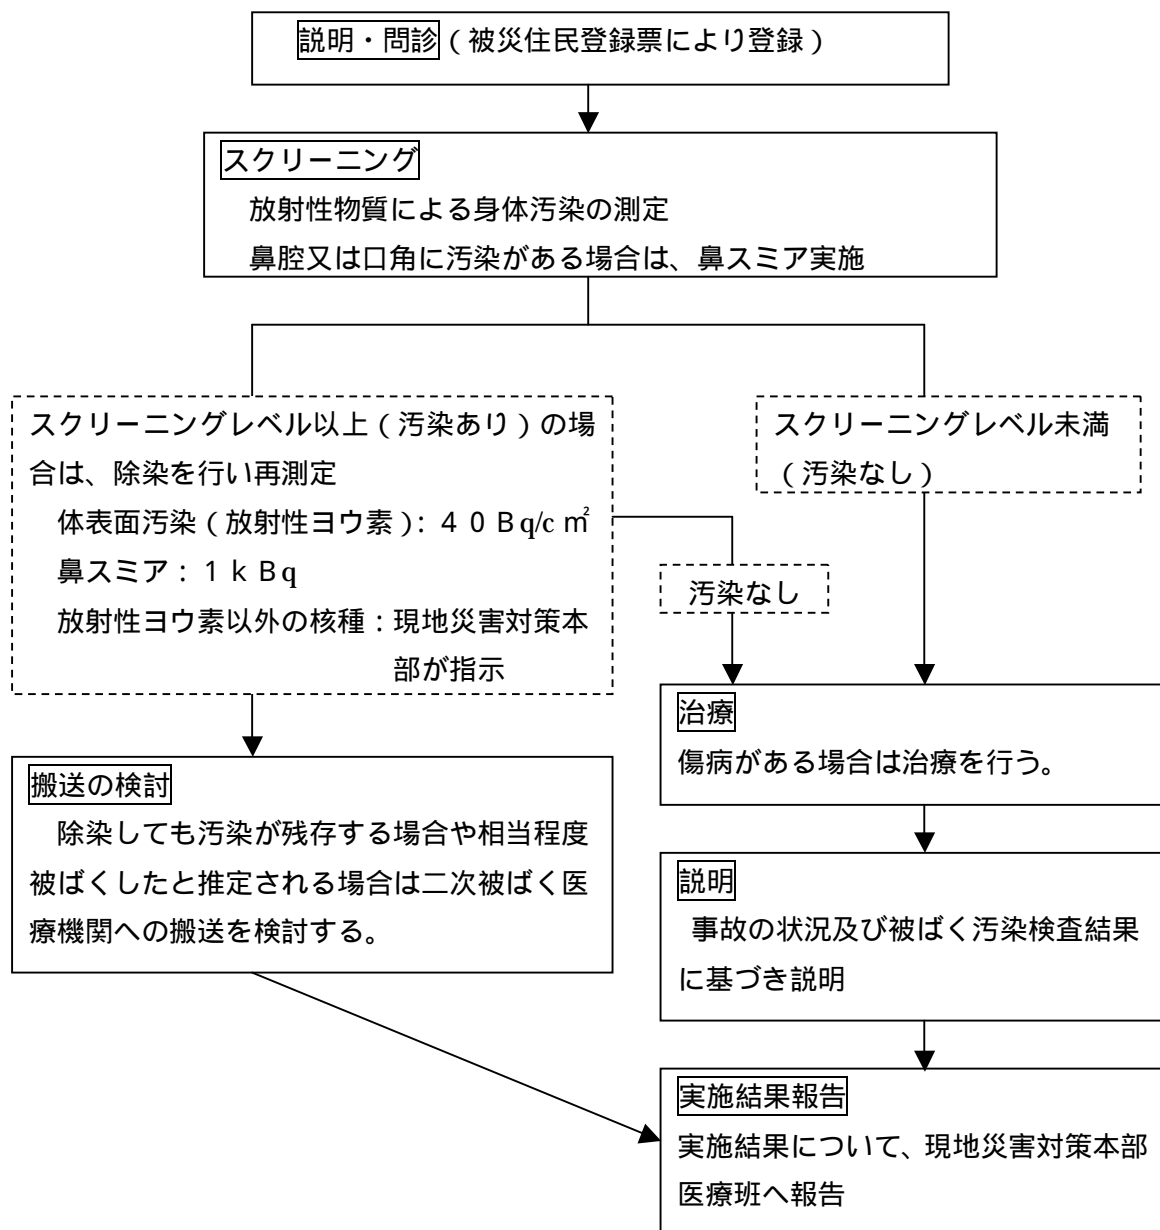 説明・問診(被災住民登録票により登録)
スクリーニング
放射性物質による身体汚染の測定
鼻腔又は口角に汚染がある場合は、鼻スミア実施
スクリーニングレベル以上(汚染あり)の場
合は、除染を行い再測定
体表面汚染(放射性ヨウ素):40Bq/c㎡
鼻スミア:1kBq
放射性ヨウ素以外の核種:現地災害対策本
部が指示
スクリーニングレベル未満
(汚染なし)
汚染なし
搬送の検討
除染しても汚染が残存する場合や相当程度
被ばくしたと推定される場合は二次被ばく医
療機関への搬送を検討する。
治療
傷病がある場合は治療を行う。
説明
事故の状況及び被ばく汚染検査結果
に基づき説明
実施結果報告
実施結果について、現地災害対策本部
医療班へ報告